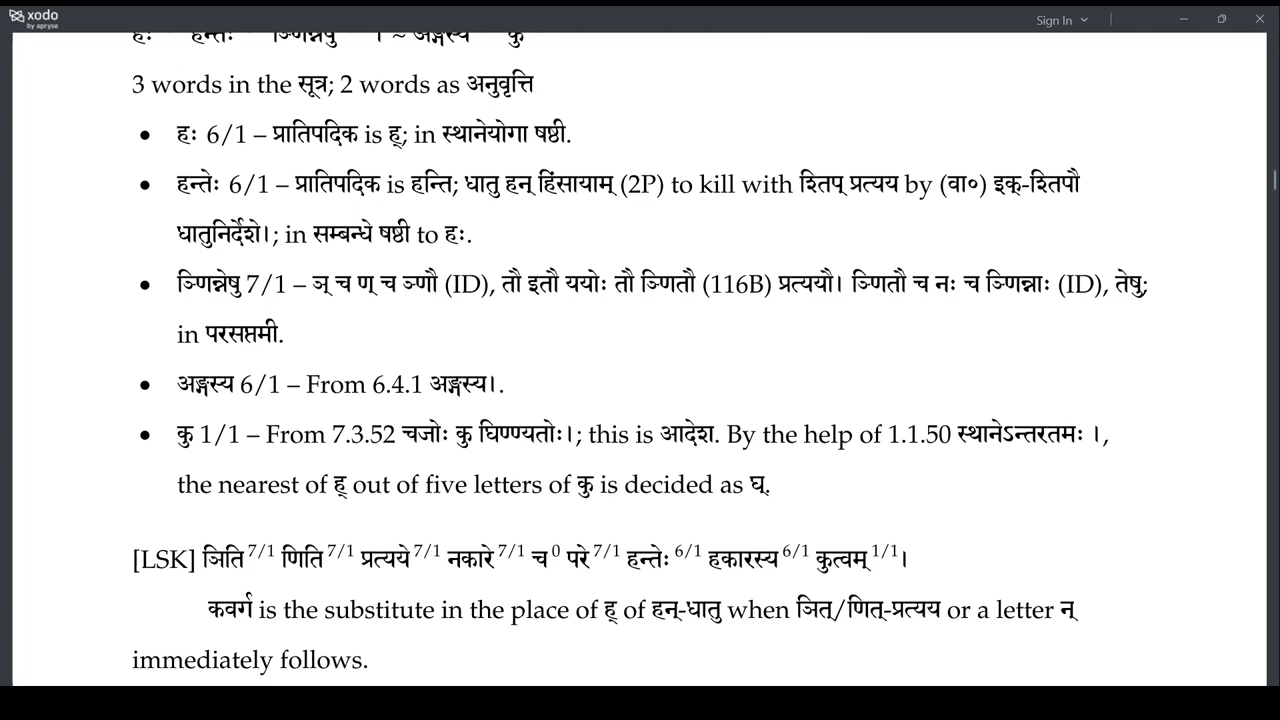 xodo
by apryse
Sign In
हः हन्तेः ञ्णिन्नेषु । ~ अङ्गस्य कु
3 words in the सूत्र; 2 words as अनुवृत्ति
• हः 6/1 – प्रातिपदिक is ह्; in स्थानेयोगा षष्ठी.
• हन्तेः 6/1 – प्रातिपदिक is हन्ति; धातु हन् हिंसायाम् (2P) to kill with श्तिप् प्रत्यय by (वा०) इक्-श्तिपौ
धातुनिर्देशे।; in सम्बन्धे षष्ठी to हः.
• ञ्णिन्नेषु 7/1 – ञ् च ण् च ञ्णौ (ID), तौ इतौ ययोः तौ ञ्णितौ (116B) प्रत्ययौ। ञ्णितौ च नः च ञ्णिन्नाः (ID), तेषु;
in परसप्तमी.
• अङ्गस्य 6/1 – From 6.4.1 अङ्गस्य।.
• कु 1/1 – From 7.3.52 चजोः कु घिण्ण्यतोः।; this is आदेश. By the help of 1.1.50 स्थानेऽन्तरतमः ।,
the nearest of ह् out of five letters of कु is decided as घ्.
[LSK] ञिति 7/1 णिति 7/1 प्रत्यये 7/1 नकारे 7/1 च 0 परे 7/1 हन्तेः 6/1 हकारस्य 6/1 कुत्वम् 1/1 ।
कवर्ग is the substitute in the place of ह् of हन्-धातु when ञित्/णित्-प्रत्यय or a letter न्
immediately follows.